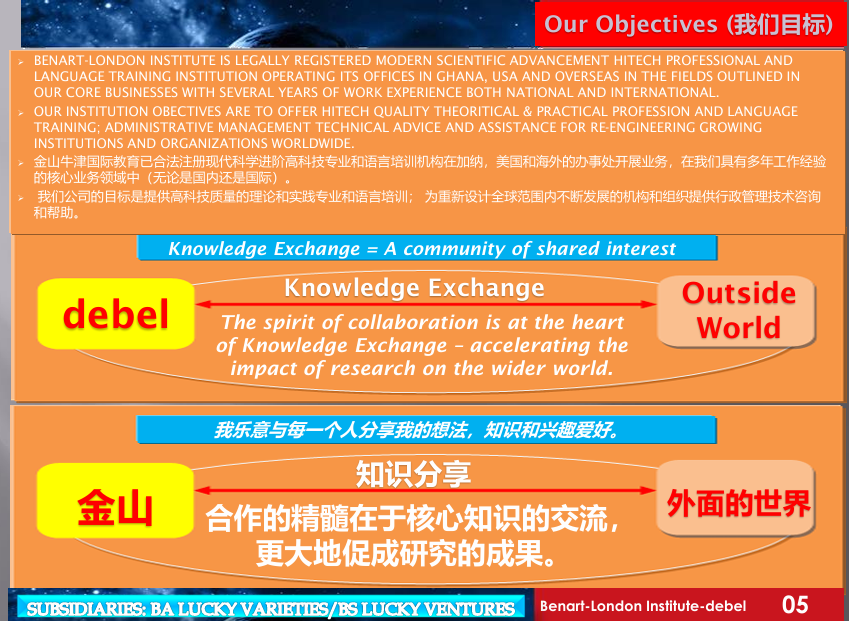 Our Objectives (我们目标)
BENART-LONDON INSTITUTE IS LEGALLY REGISTERED MODERN SCIENTIFIC ADVANCEMENT HITECH PROFESSIONAL AND
LANGUAGE TRAINING INSTITUTION OPERATING ITS OFFICES IN GHANA, USA AND OVERSEAS IN THE FIELDS OUTLINED IN
OUR CORE BUSINESSES WITH SEVERAL YEARS OF WORK EXPERIENCE BOTH NATIONAL AND INTERNATIONAL.
OUR INSTITUTION OBECTIVES ARE TO OFFER HITECH QUALITY THEORITICAL & PRACTICAL PROFESSION AND LANGUAGE
TRAINING; ADMINISTRATIVE MANAGEMENT TECHNICAL ADVICE AND ASSISTANCE FOR RE-ENGINEERING GROWING
INSTITUTIONS AND ORGANIZATIONS WORLDWIDE.
金山牛津国际教育已合法注册现代科学进阶高科技专业和语言培训机构在加纳，美国和海外的办事处开展业务，在我们具有多年工作经验
的核心业务领域中（无论是国内还是国际）。
我们公司的目标是提供高科技质量的理论和实践专业和语言培训； 为重新设计全球范围内不断发展的机构和组织提供行政管理技术咨询
和帮助。
Knowledge Exchange = A community of shared interest
Knowledge Exchange
debel
Outside
World
The spirit of collaboration is at the heart
of Knowledge Exchange – accelerating the
impact of research on the wider world.
我乐意与每一个人分享我的想法，知识和兴趣爱好。
知识分享
金山
外面的世界
合作的精髓在于核心知识的交流，
更大地促成研究的成果。
SUBSIDIARIES: BA LUCKY VARIETIES/BS LUCKY VENTURES
Benart-London Institute-debel
05